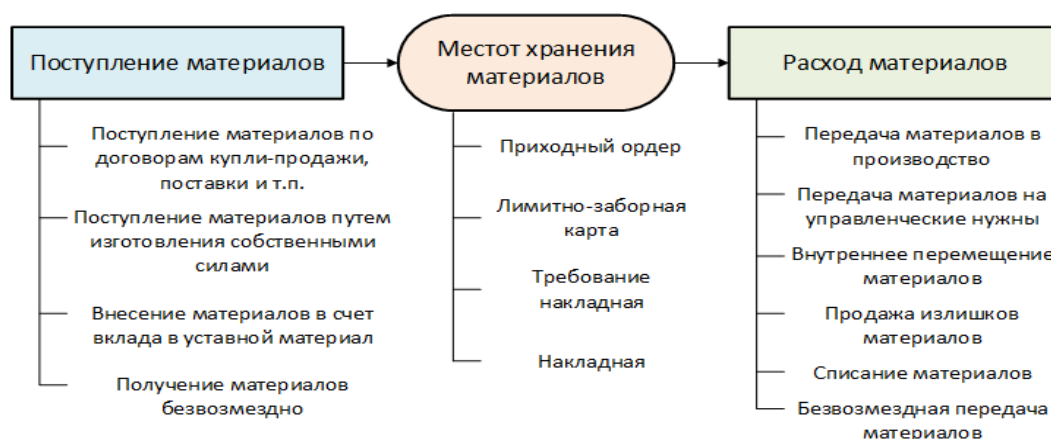 Поступление материалов
Местот хранения
материалов
Расход материалов
Поступление материалов по
договорам купли-продажи,
поставки и т.п.
Поступление материалов путем
изготовления собственными
силами
Внесение материалов в счет
вклада в уставной материал
Получение материалов
безвозмездно
Приходный ордер
Лимитно-заборная
карта
Требование
накладная
Накладная
Передача материалов в
производство
Передача материалов на
управленческие нужны
Внутреннее перемещение
материалов
Продажа излишков
материалов
Списание материалов
Безвозмездная передача
материалов